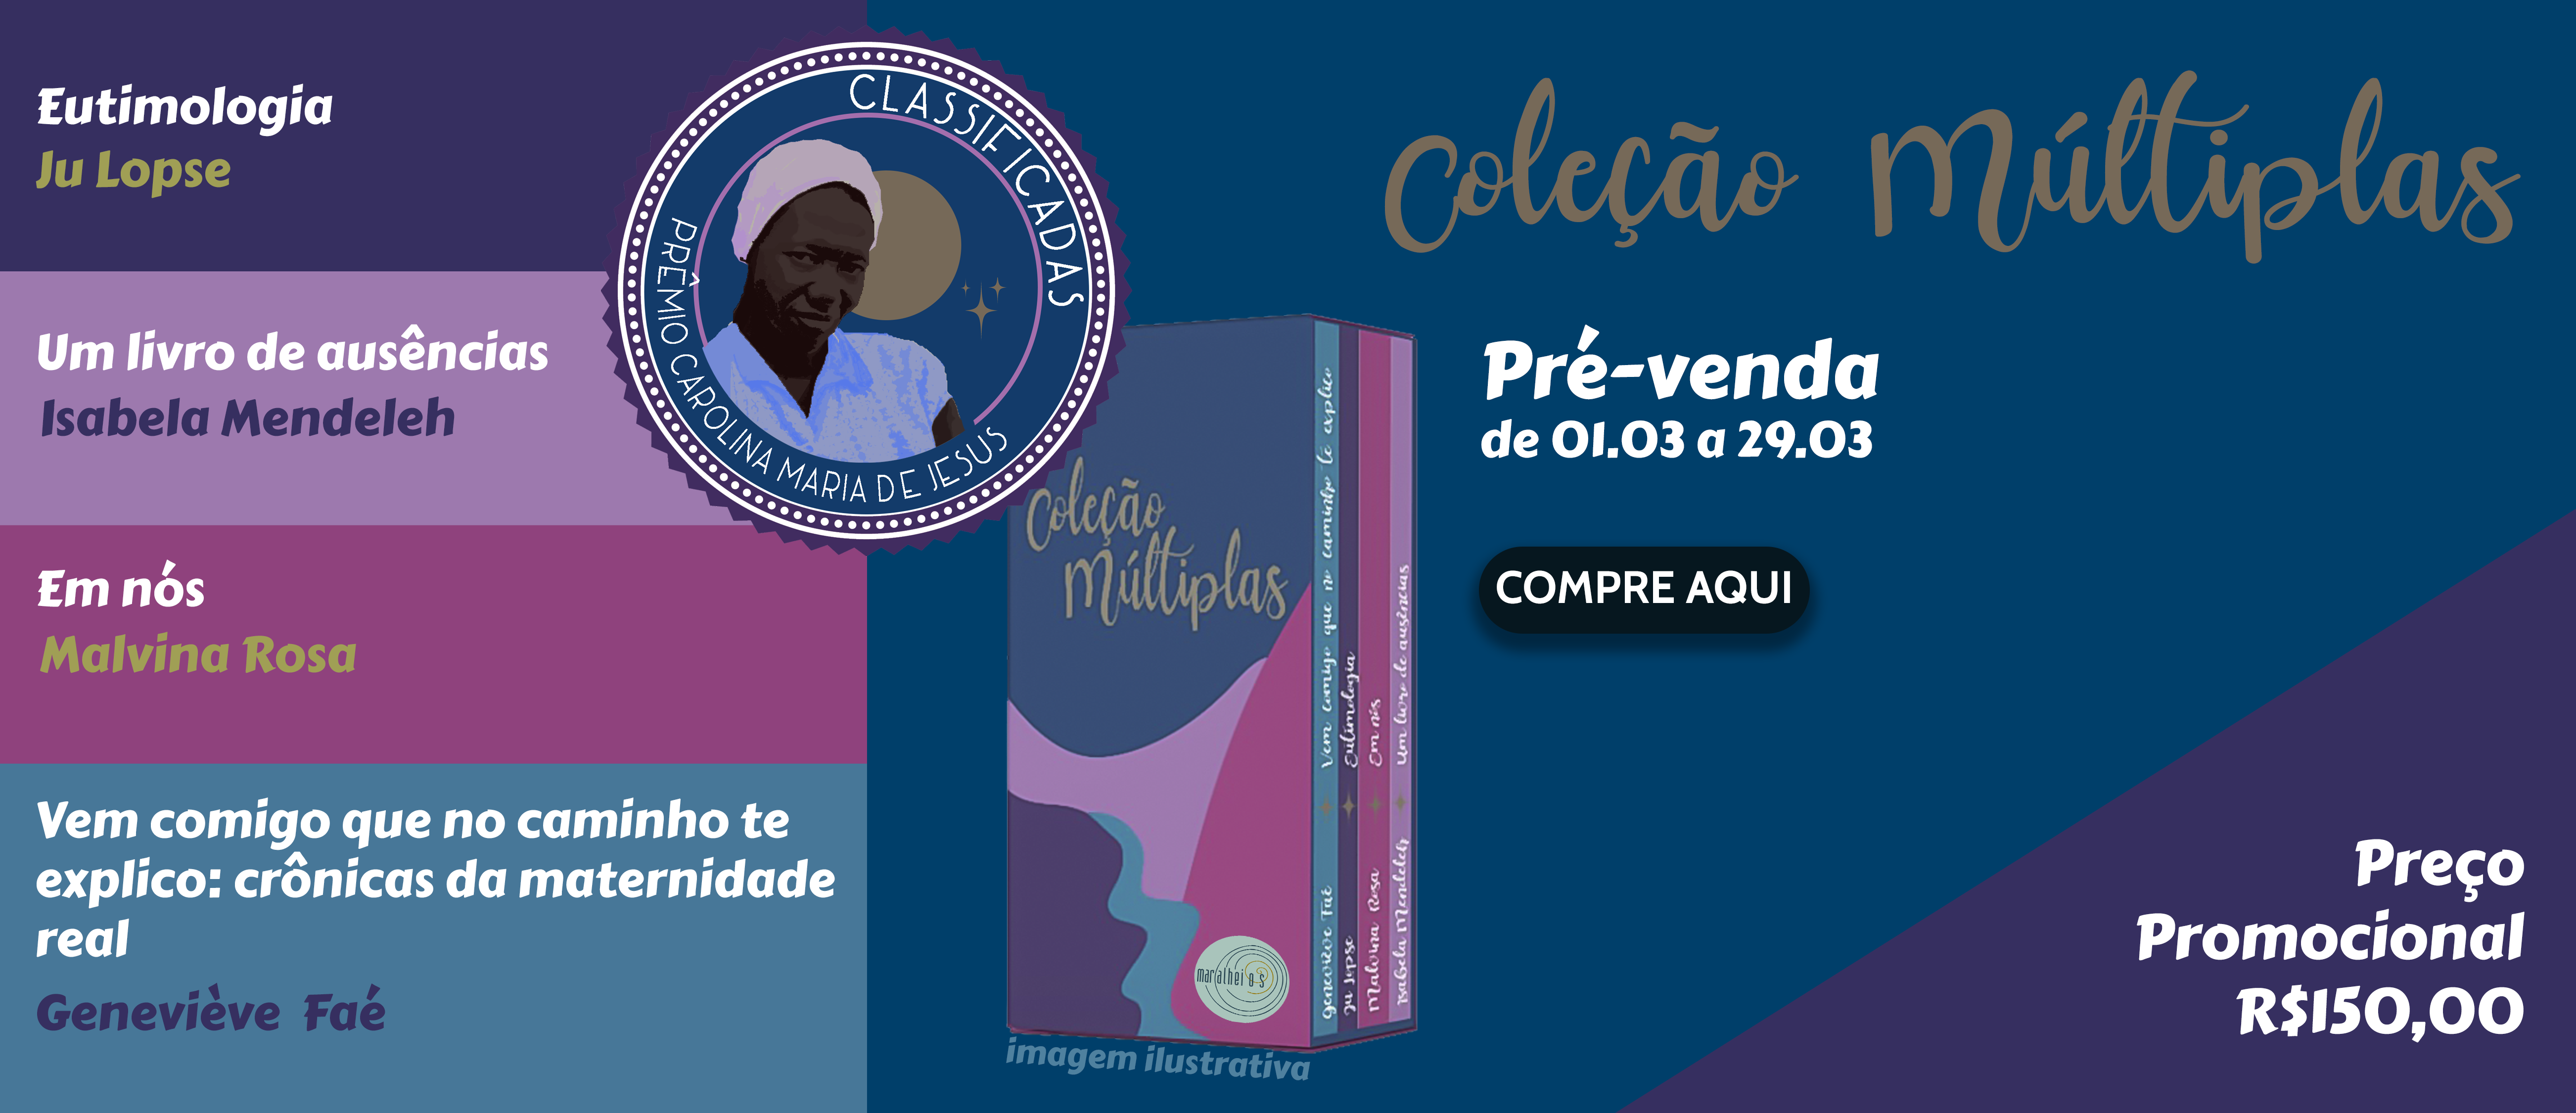 Eutimologia
Ju Lopse
Um livro de ausências
Isabela Mendeleh
Em nós
Malvina Rosa
Vem comigo que no caminho te
explico: crônicas da maternidade
real
Geneviève Faé
CLASSIFICADAS
PRÊMIO CAROLINA MARIA DE JESUS
Coleção
Múltiplas
maralheios
Geneviève Faé Vem comigo que no caminho te explico
Ju Lopse Eutimologia
Malvina Rosa Em nós
Isabela Mendeleh Um livro de ausências
imagem ilustrativa
Coleção Múltiplas
Pré-venda
de 01.03 a 29.03
COMPRE AQUI
Preço
Promocional
R$150,00